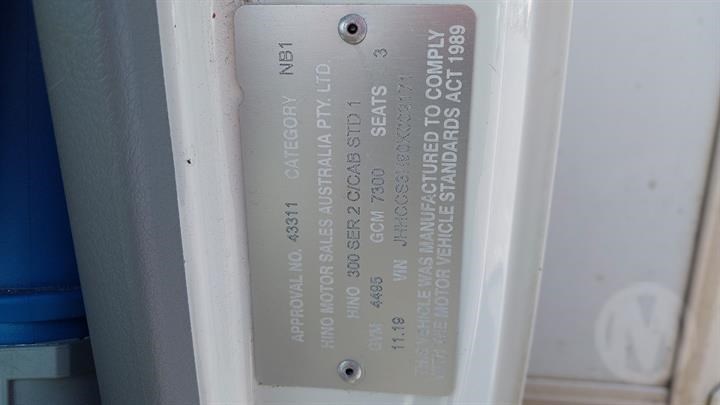 APPROVAL NO. 43311 CATEGORY NB1
HINO MOTOR SALES AUSTRALIA PTY. LTD.
HINO 300 SER 2 C/CAB STD 1
GVM 4495 GCM 7300 SEATS 3
11.19 VIN
THIS VEHICLE WAS MANUFACTURED TO COMPLY
WITH THE MOTOR VEHICLE STANDARDS ACT 1989